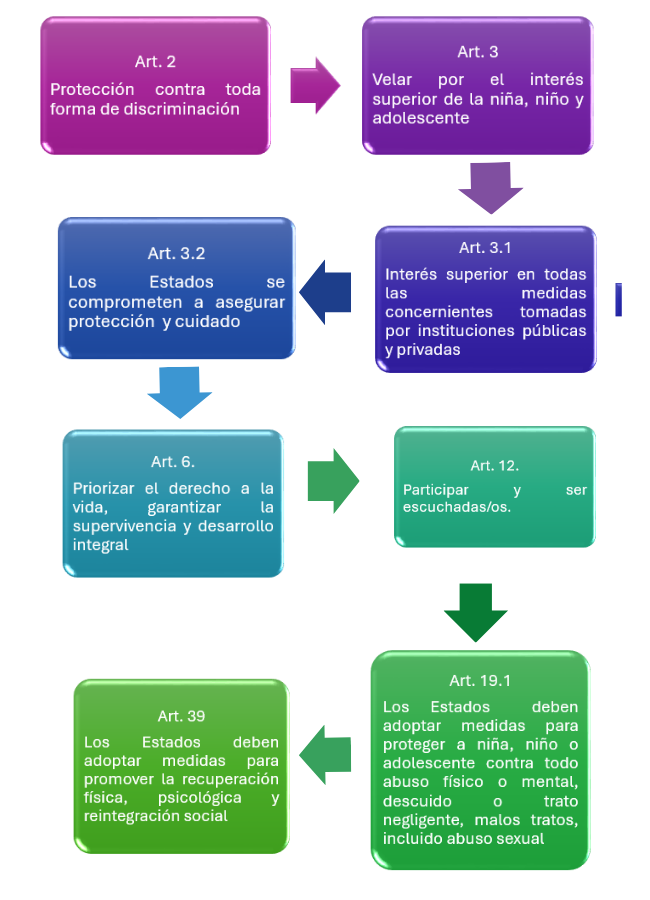 Art. 2
Protección contra toda
forma de discriminación
Art. 3
Velar por el interés
superior de la niña, niño y
adolescente
Art. 3.1
Interés superior en todas
las medidas
concernientes tomadas
por instituciones públicas
y privadas
Art. 3.2
Los Estados se
comprometen a asegurar
protección y cuidado
Art. 6.
Priorizar el derecho a la
vida, garantizar la
supervivencia y desarrollo
integral
Art. 12.
Participar y ser
escuchadas/os.
Art. 19.1
Los Estados deben
adoptar medidas para
proteger a niña, niño o
adolescente contra todo
abuso físico o mental,
descuido o trato
negligente, malos tratos,
incluido abuso sexual
Art. 39
Los Estados deben
adoptar medidas para
promover la recuperación
física, psicológica y
reintegración social